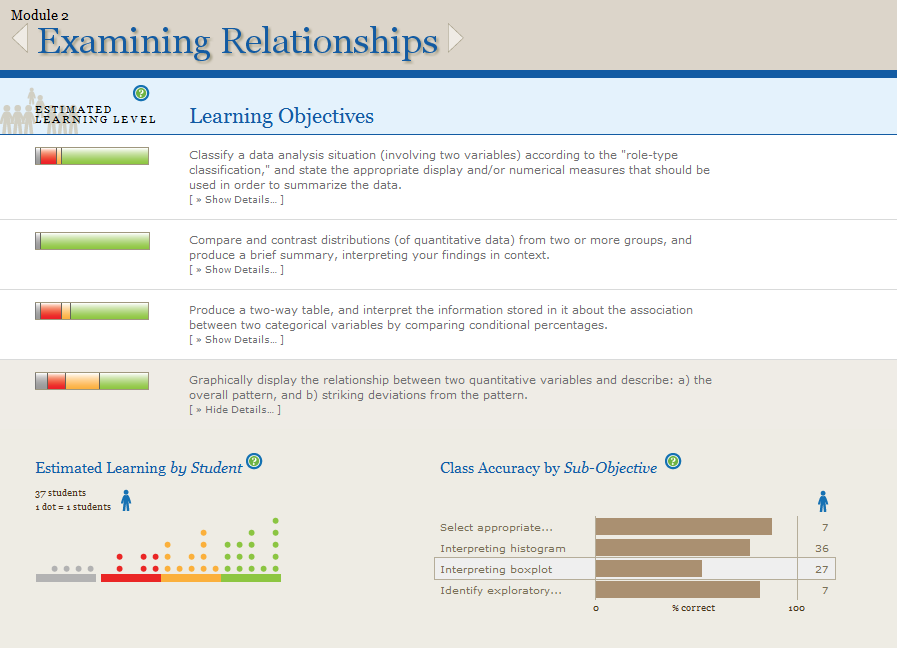 Module 2
Examining Relationships
ESTIMATED
LEARNING LEVEL
?
Learning Objectives
Classify a data analysis situation (involving two variables) according to the "role-type
classification," and state the appropriate display and/or numerical measures that should be
used in order to summarize the data.
[ » Show Details... ]
Compare and contrast distributions (of quantitative data) from two or more groups, and
produce a brief summary, interpreting your findings in context.
[ » Show Details... ]
Produce a two-way table, and interpret the information stored in it about the association
between two categorical variables by comparing conditional percentages.
[ » Show Details... ]
Graphically display the relationship between two quantitative variables and describe: a) the
overall pattern, and b) striking deviations from the pattern.
[ » Hide Details... ]
Estimated Learning by Student ?
37 students
1 dot = 1 students
Class Accuracy by Sub-Objective ?
Select appropriate... 7
Interpreting histogram 36
Interpreting boxplot 27
Identify exploratory... 7
0 % correct 100